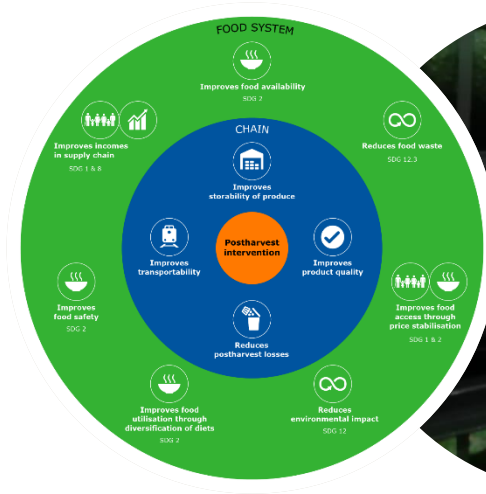 FOOD SYSTEM
Improves food availability
SDG 2
Improves incomes
in supply chain
SDG 1 & 8
Reduces food waste
SDG 12.3
CHAIN
Improves
storability of produce
Improves
transportability
Postharvest
intervention
Improves
product quality
Reduces
postharvest losses
Improves
food safety
SDG 2
Improves food
access through
price stabilisation
SDG 1 & 2
Improves food
utilisation through
diversification of diets
SDG 2
Reduces
environmental impact
SDG 12